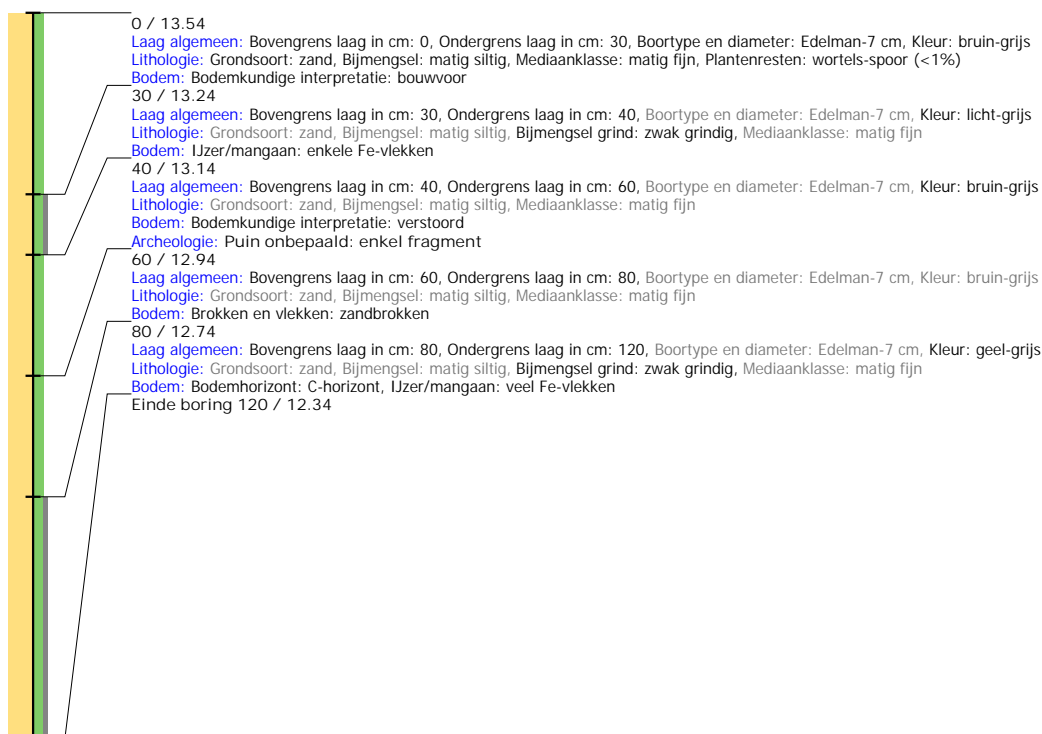 0 / 13.54
Laag algemeen: Bovengrens laag in cm: 0, Ondergrens laag in cm: 30, Boortype en diameter: Edelman-7 cm, Kleur: bruin-grijs
Lithologie: Grondsoort: zand, Bijmengsel: matig siltig, Mediaanklasse: matig fijn, Plantenresten: wortels-spoor (<1%)
Bodem: Bodemkundige interpretatie: bouwvoor
30 / 13.24
Laag algemeen: Bovengrens laag in cm: 30, Ondergrens laag in cm: 40, Boortype en diameter: Edelman-7 cm, Kleur: licht-grijs
Lithologie: Grondsoort: zand, Bijmengsel: matig siltig, Bijmengsel grind: zwak grindig, Mediaanklasse: matig fijn
Bodem: IJzer/mangaan: enkele Fe-vlekken
40 / 13.14
Laag algemeen: Bovengrens laag in cm: 40, Ondergrens laag in cm: 60, Boortype en diameter: Edelman-7 cm, Kleur: bruin-grijs
Lithologie: Grondsoort: zand, Bijmengsel: matig siltig, Mediaanklasse: matig fijn
Bodem: Bodemkundige interpretatie: verstoord
Archeologie: Puin onbepaald: enkel fragment
60 / 12.94
Laag algemeen: Bovengrens laag in cm: 60, Ondergrens laag in cm: 80, Boortype en diameter: Edelman-7 cm, Kleur: bruin-grijs
Lithologie: Grondsoort: zand, Bijmengsel: matig siltig, Mediaanklasse: matig fijn
Bodem: Brokken en vlekken: zandbrokken
80 / 12.74
Laag algemeen: Bovengrens laag in cm: 80, Ondergrens laag in cm: 120, Boortype en diameter: Edelman-7 cm, Kleur: geel-grijs
Lithologie: Grondsoort: zand, Bijmengsel: matig siltig, Bijmengsel grind: zwak grindig, Mediaanklasse: matig fijn
Bodem: Bodemhorizont: C-horizont, IJzer/mangaan: veel Fe-vlekken
Einde boring 120 / 12.34